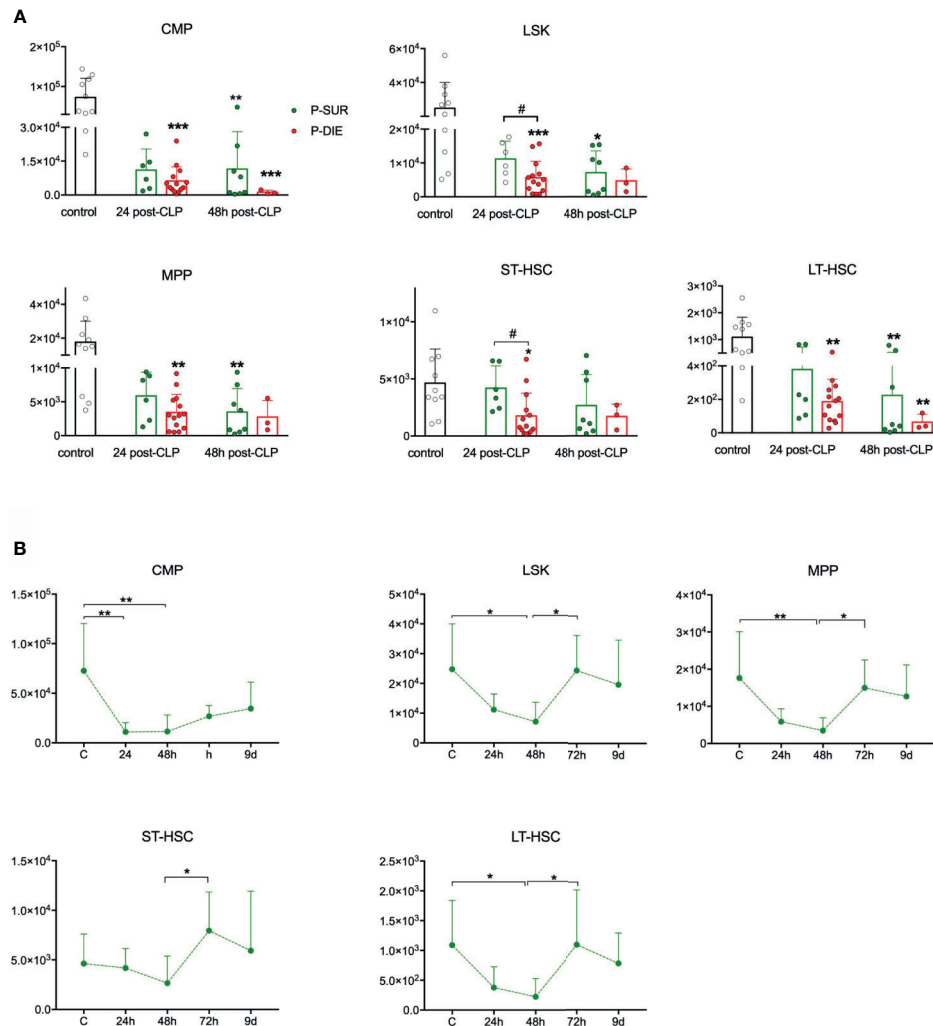 A
CMP
2×10⁵
1×10⁵
3.0×10⁴
1.5×10⁴
0.0
***
**
***
control
24 post-CLP
48h post-CLP
P-SUR
P-DIE
LSK
6×10⁴
4×10⁴
2×10⁴
2×10⁴
1×10⁴
0
#
***
*
control
24 post-CLP
48h post-CLP
MPP
4×10⁴
2×10⁴
1×10⁴
5×10³
0
**
**
control
24 post-CLP
48h post-CLP
ST-HSC
1×10⁴
5×10³
0
#
*
control
24 post-CLP
48h post-CLP
LT-HSC
3×10³
2×10³
1×10³
4×10²
2×10²
0
**
**
**
control
24 post-CLP
48h post-CLP
B
CMP
1.5×10⁵
1.0×10⁵
5.0×10⁴
0.0
**
**
C
24
48h
h
9d
LSK
5×10⁴
4×10⁴
3×10⁴
2×10⁴
1×10⁴
0
*
*
C
24h
48h
72h
9d
MPP
4×10⁴
3×10⁴
2×10⁴
1×10⁴
0
**
*
C
24h
48h
72h
9d
ST-HSC
1.5×10⁴
1.0×10⁴
5.0×10³
0.0
*
C
24h
48h
72h
9d
LT-HSC
2.5×10³
2.0×10³
1.5×10³
1.0×10³
5.0×10²
0.0
*
*
C
24h
48h
72h
9d